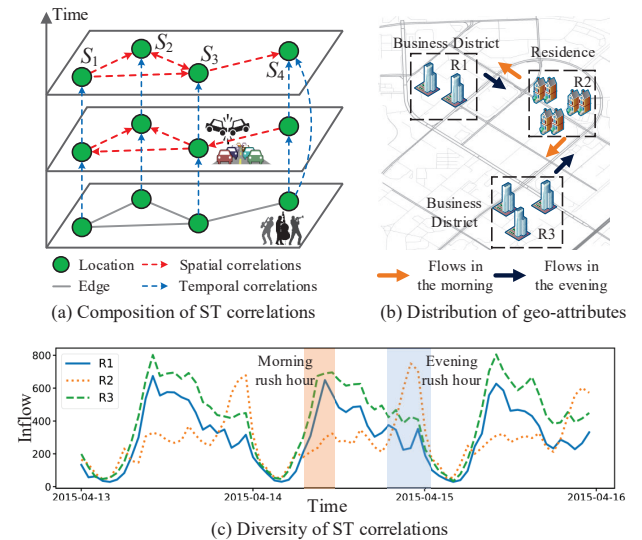 Time
S1
S2
S3
S4
Location
Spatial correlations
Edge
Temporal correlations
(a) Composition of ST correlations
Business District
R1
Residence
R2
Business
District
R3
Flows in
the morning
Flows in
the evening
(b) Distribution of geo-attributes
800
600
400
200
0
Inflow
R1
R2
R3
Morning
rush hour
Evening
rush hour
2015-04-13
2015-04-14
2015-04-15
2015-04-16
Time
(c) Diversity of ST correlations